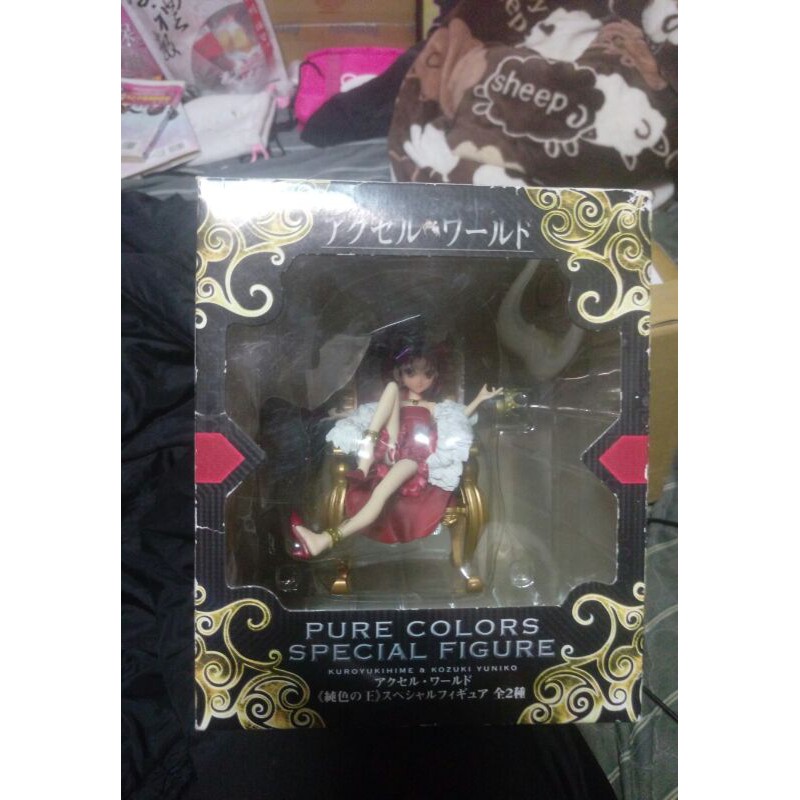 sheep
アクセル・ワールド
PURE COLORS
SPECIAL FIGURE
KUROYUKIHIME & KOZUKI YUNIKO
アクセル・ワールド
《純色の王》スペシャルフィギュア 全2種